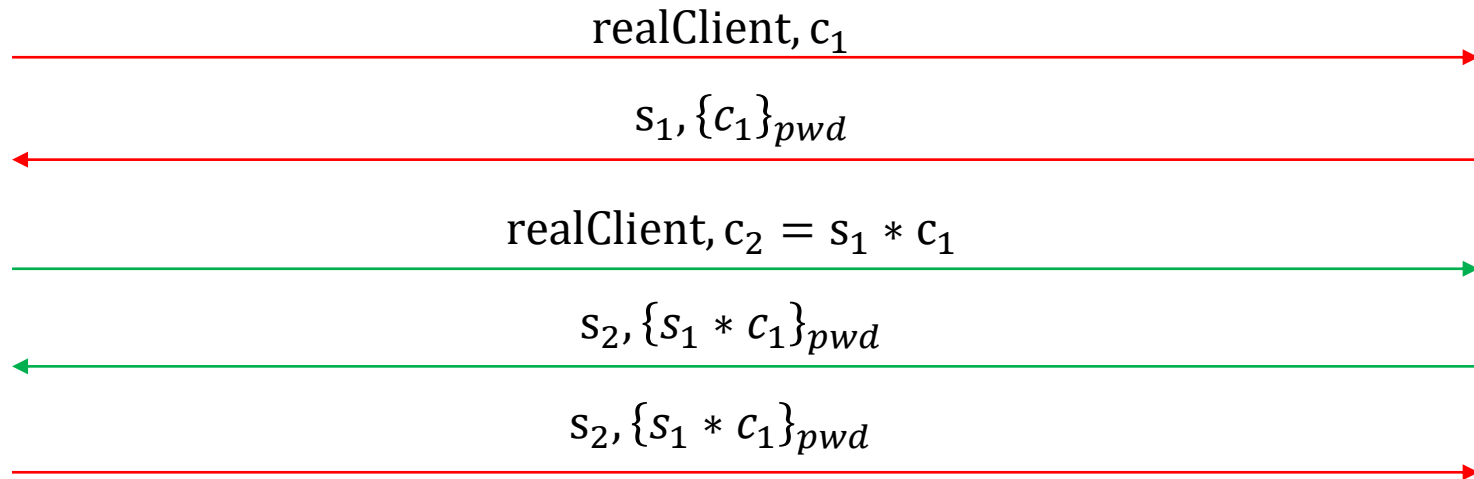 realClient, c₁
s₁, {c₁}ₚwd
realClient, c₂ = s₁ * c₁
s₂, {s₁ * c₁}ₚwd
s₂, {s₁ * c₁}ₚwd